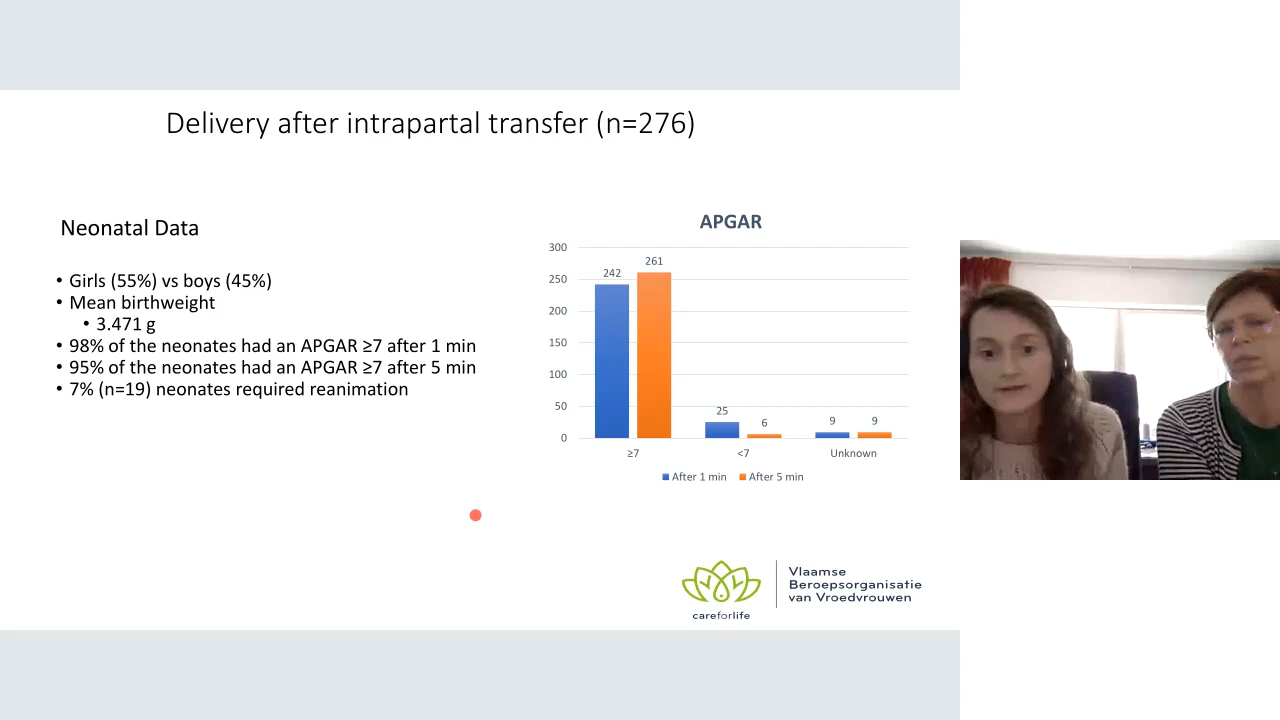 Delivery after intrapartal transfer (n=276)
Neonatal Data
• Girls (55%) vs boys (45%)
• Mean birthweight
• 3.471 g
• 98% of the neonates had an APGAR ≥7 after 1 min
• 95% of the neonates had an APGAR ≥7 after 5 min
• 7% (n=19) neonates required reanimation
APGAR
300
250
200
150
100
50
0
242
261
25
6
9
9
≥7
<7
Unknown
After 1 min
After 5 min
careforlife
Vlaamse
Beroepsorganisatie
van Vroedvrouwen